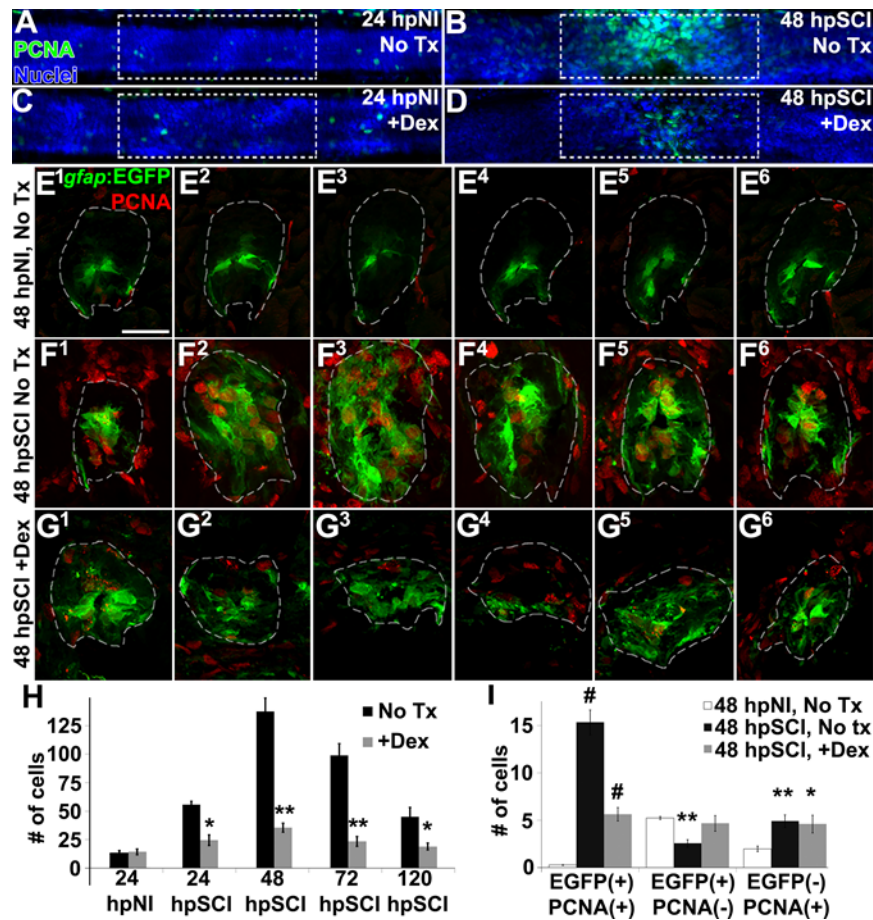 A
PCNA
Nuclei
24 hpNI
No Tx
B
48 hpSCI
No Tx
C
24 hpNI
+Dex
D
48 hpSCI
+Dex
48 hpNI, No Tx
E1 gfap:EGFP
PCNA
E2
E3
E4
E5
E6
48 hpSCI No Tx
F1
F2
F3
F4
F5
F6
48 hpSCI +Dex
G1
G2
G3
G4
G5
G6
H
# of cells
125
100
75
50
25
0
No Tx
+Dex
*
**
**
*
24 24 48 72 120
hpNI hpSCI hpSCI hpSCI hpSCI
I
# of cells
15
10
5
0
48 hpNI, No Tx
48 hpSCI, No tx
48 hpSCI, +Dex
#
#
**
**
*
EGFP(+) EGFP(+) EGFP(-)
PCNA(+) PCNA(-) PCNA(+)